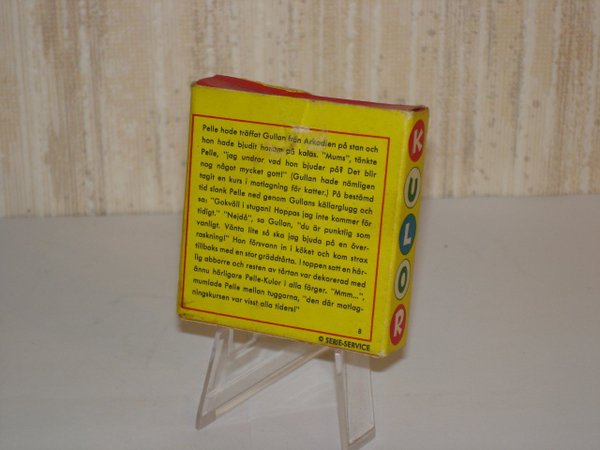 Pelle hade träffat Gullan från Arkadien på stan och
hon hade bjudit honom på kalas. "Mums", tänkte
Pelle, "jag undrar vad hon bjuder på? Det blir
nog något mycket gott!" (Gullan hade nämligen
tagit en kurs i matlagning för katter.) På bestämd
tid slank Pelle ned genom Gullans källarglugg och
sa: "Gokväll i stugan! Hoppas jag inte kommer för
tidigt." "Nejdå", sa Gullan, "du är punktlig som
vanligt. Vänta lite så ska jag bjuda på en över-
raskning!" Han försvann in i köket och kom strax
tillbaks med en stor gräddtårta. I toppen satt en här-
lig abborre och resten av tårtan var dekorerad med
ännu härligare Pelle-Kulor i alla färger. "Mmm...",
mumlade Pelle mellan tuggorna, "den där matlag-
ningskursen var visst alla tiders!"
8
© SERIE-SERVICE
KULOR